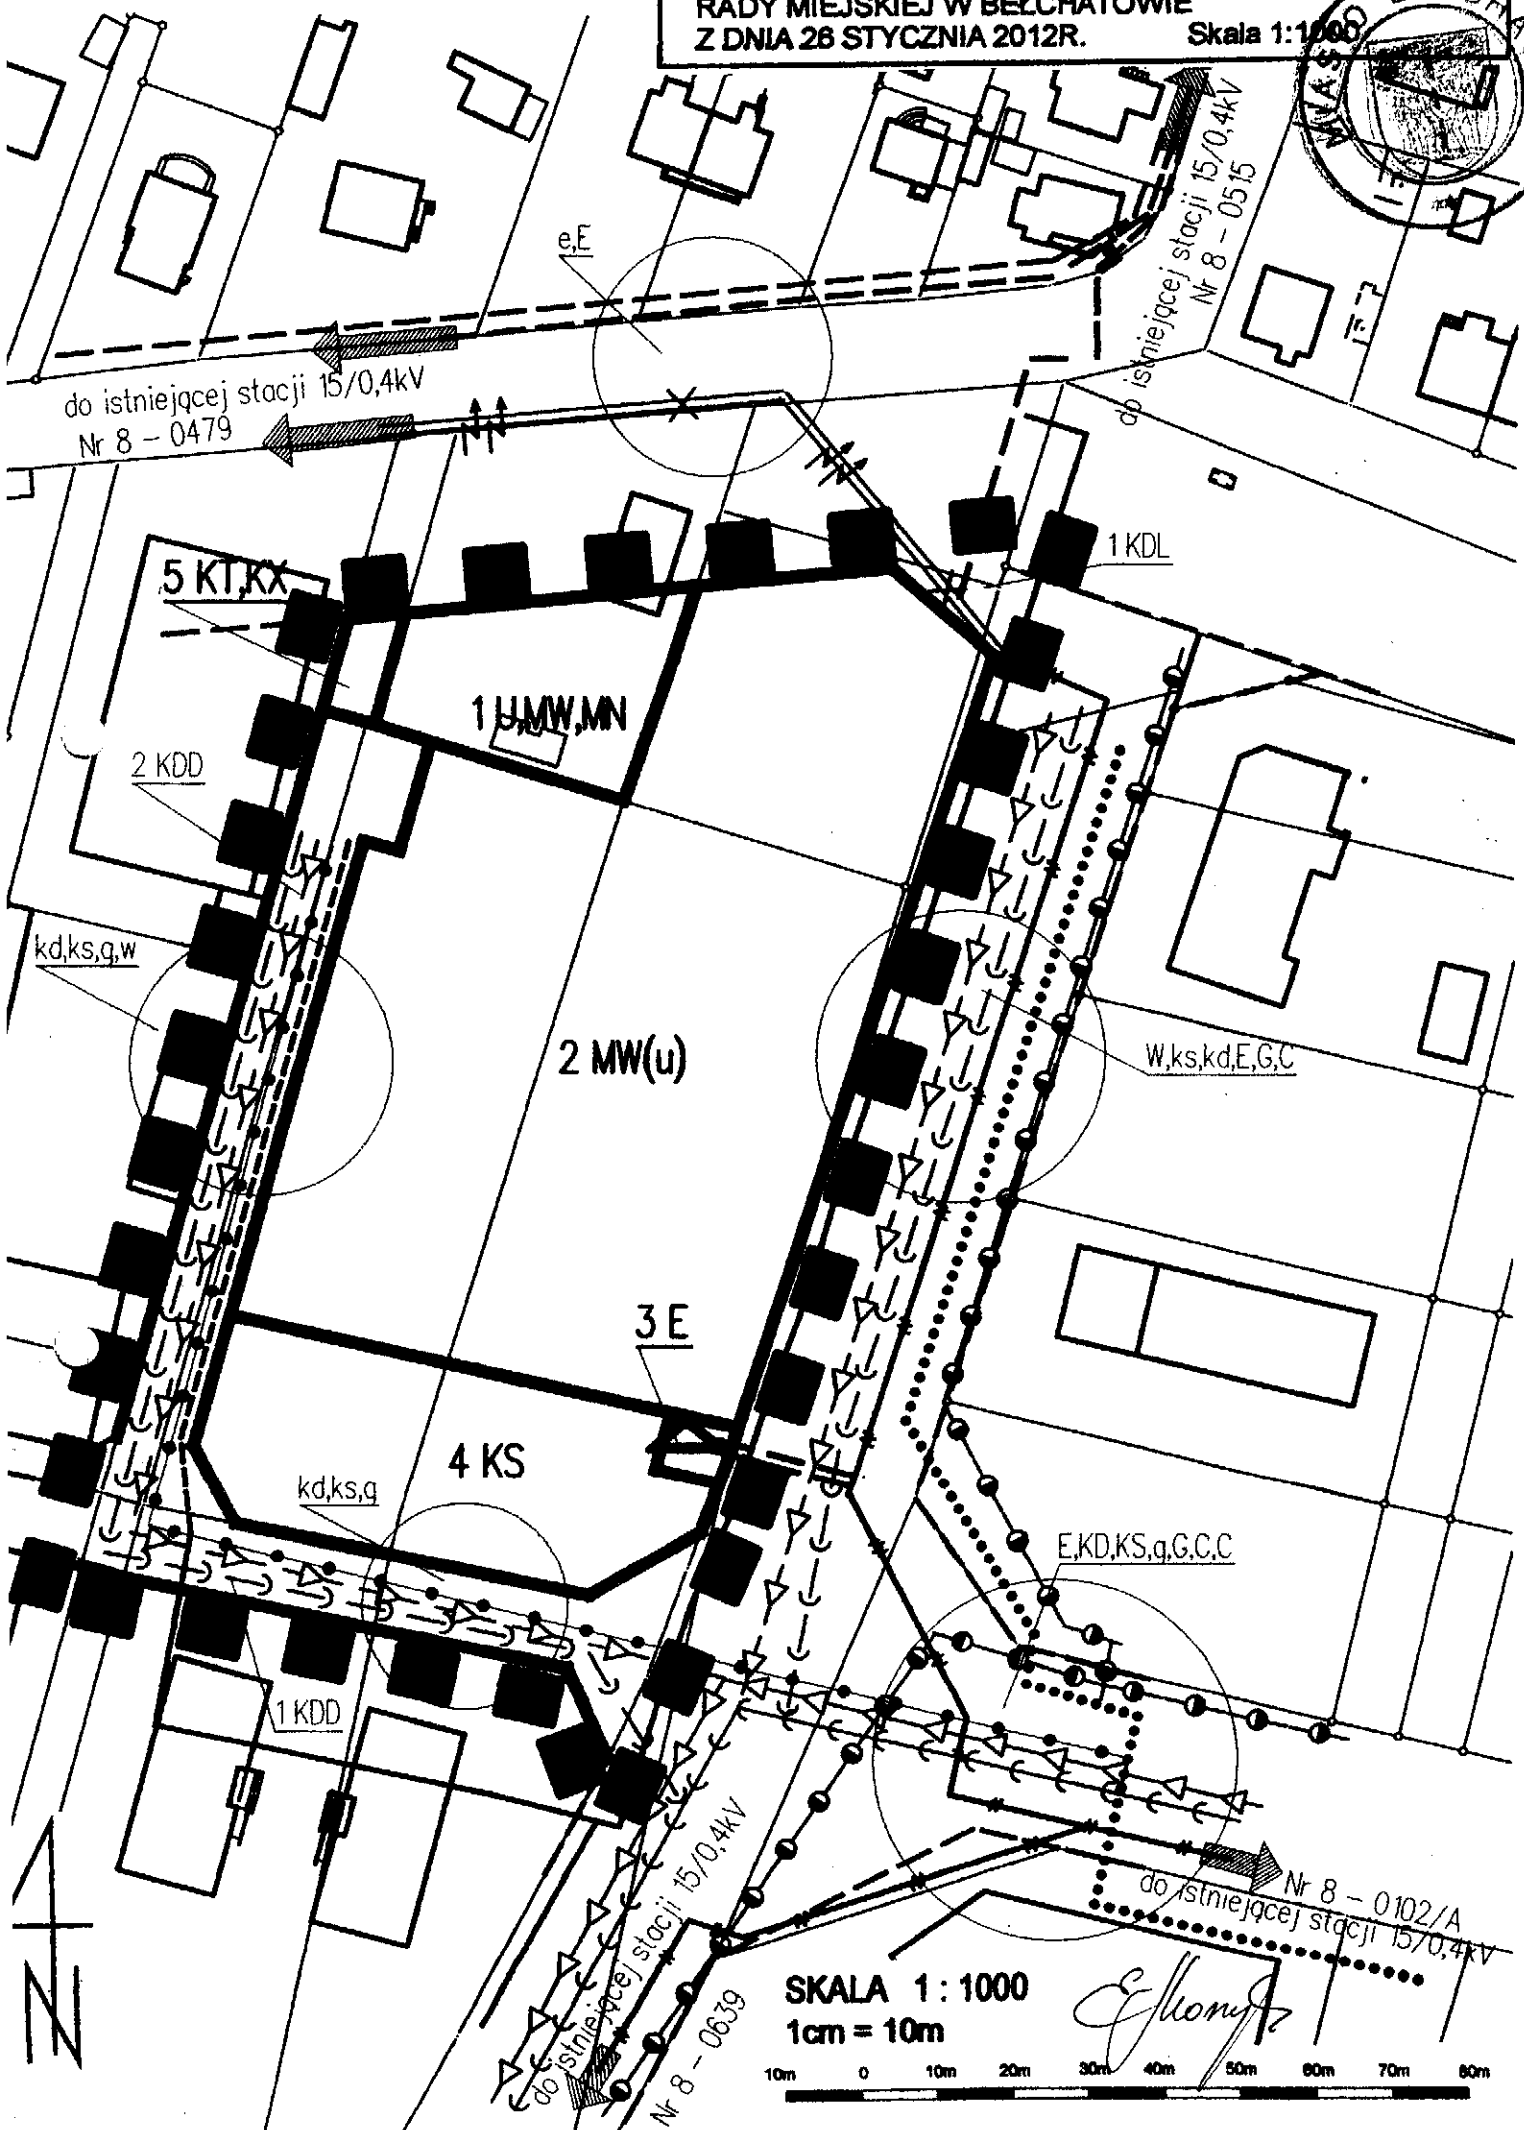 RADY MIEJSKIEJ W BEŁCHATOWIE
Z DNIA 26 STYCZNIA 2012R. Skala 1:1000
do istniejącej stacji 15/0,4kV
Nr 8 - 0515
e,E
do istniejącej stacji 15/0,4kV
Nr 8 - 0479
1 KDL
5 KT,KX
1 U,MW,MN
2 KDD
kd,ks,g,w
2 MW(u)
W,ks,kd,E,G,C
3 E
4 KS
kd,ks,g
E,KD,KS,g,G,C,C
1 KDD
do istniejącej stacji 15/0,4kV
Nr 8 - 0639
Nr 8 - 0102/A
do istniejącej stacji 15/0,4kV
N
SKALA 1 : 1000
1cm = 10m
10m 0 10m 20m 30m 40m 50m 60m 70m 80m